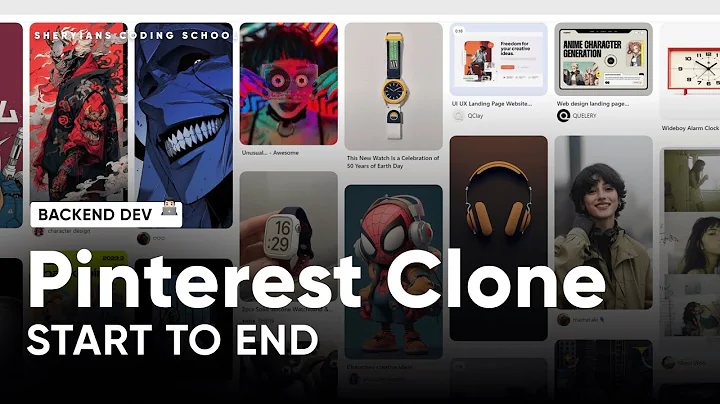 SHERYIANS CODING SCHOO
Unusual... - Awesome
This New Watch Is a Celebration of
50 Years of Earth Day
0:18
Freedom for
your creative
ideas.
UI UX Landing Page Website...
QClay
ANIME CHARACTER
GENERATION
Web design landing page...
QUELERY
Wideboy Alarm Clock
BACKEND DEV
character design
16
29
Pinterest Clone
START TO END